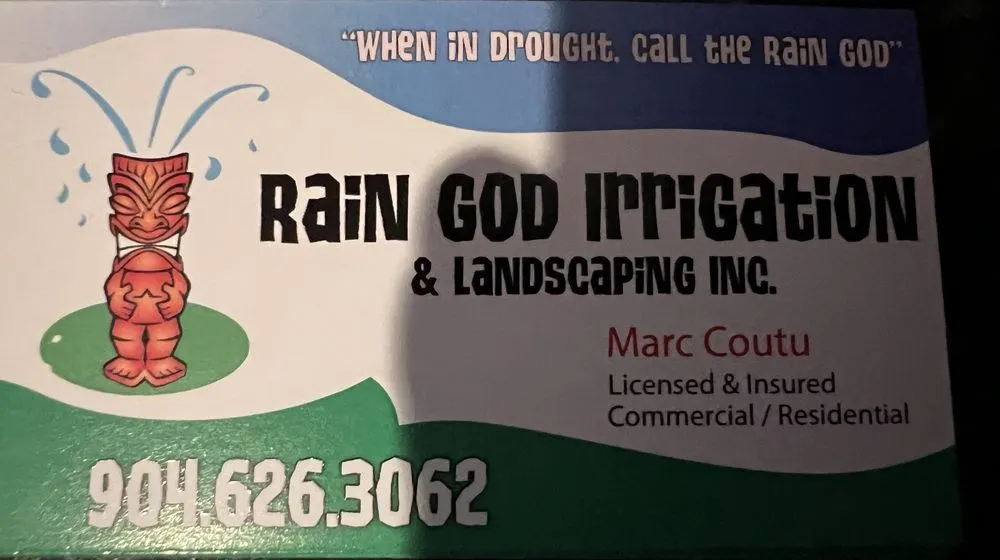 "WHEN IN DROUGHT, CALL THE RAIN GOD"
RAIN GOD IRRIGATION
& LANDSCAPING INC.
Marc Coutu
Licensed & Insured
Commercial / Residential
904.626.3062